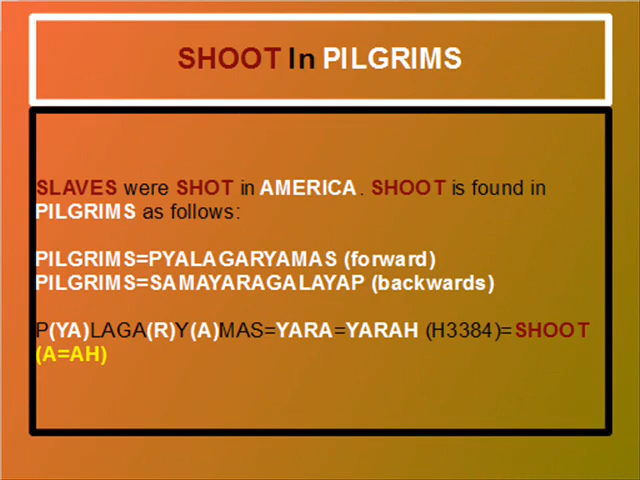 SHOOT In PILGRIMS
SLAVES were SHOT in AMERICA. SHOOT is found in
PILGRIMS as follows:
PILGRIMS=PYALAGARYAMAS (forward)
PILGRIMS=SAMAYARAGALAYAP (backwards)
P(YA)LAGA(R)Y(A)MAS=YARA=YARAH (H3384)=SHOOT
(A=AH)